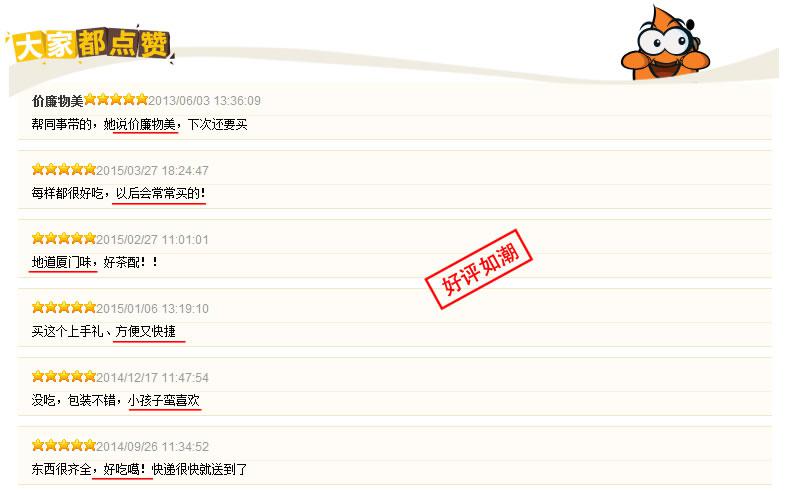 大家都点赞
价廉物美2013/06/03 13:36:09
帮同事带的，她说价廉物美，下次还要买
2015/03/27 18:24:47
每样都很好吃，以后会常常买的！
2015/02/27 11:01:01
地道厦门味，好茶配！！
好评如潮
2015/01/06 13:19:10
买这个上手礼、方便又快捷
2014/12/17 11:47:54
没吃，包装不错，小孩子蛮喜欢
2014/09/26 11:34:52
东西很齐全，好吃噶！快递很快就送到了